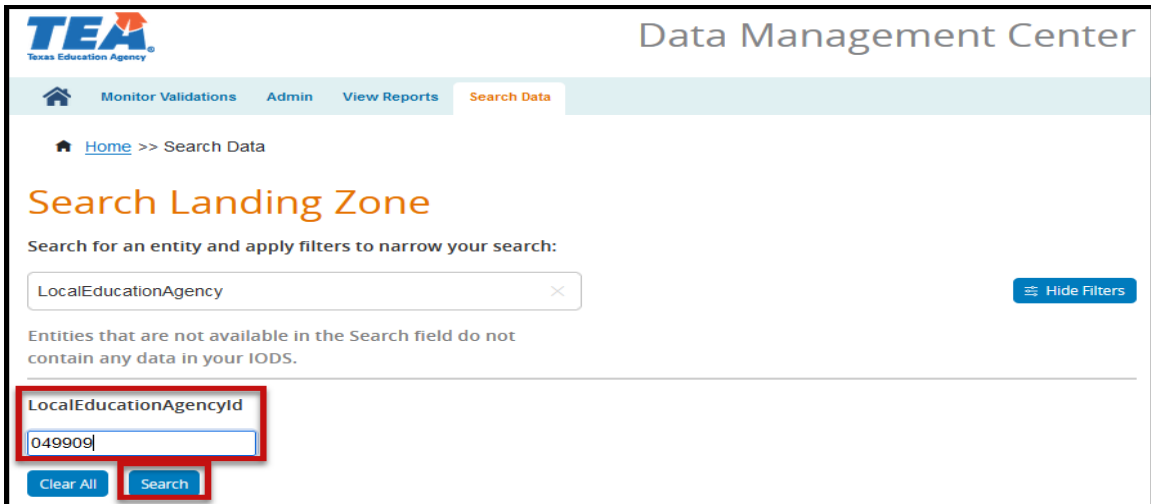 TEA
Texas Education Agency
Data Management Center
Monitor Validations Admin View Reports Search Data
Home >> Search Data
Search Landing Zone
Search for an entity and apply filters to narrow your search:
LocalEducationAgency
Hide Filters
Entities that are not available in the Search field do not
contain any data in your IODS.
LocalEducationAgencyId
049909
Clear All Search